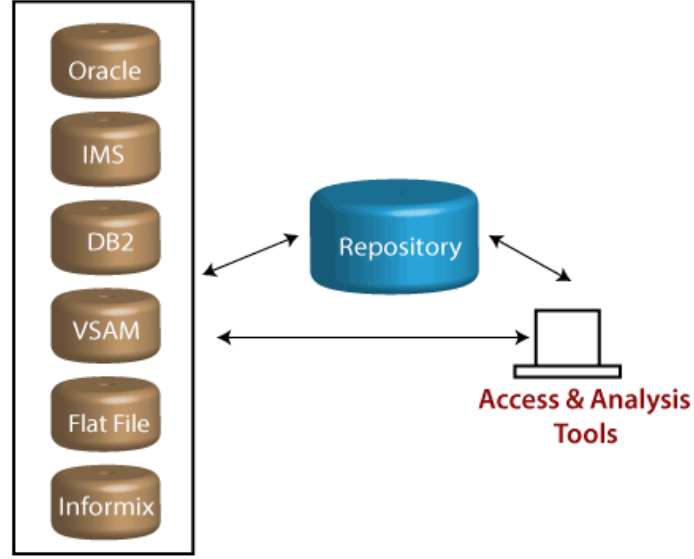 Oracle
IMS
DB2
VSAM
Flat File
Informix
Repository
Access & Analysis
Tools